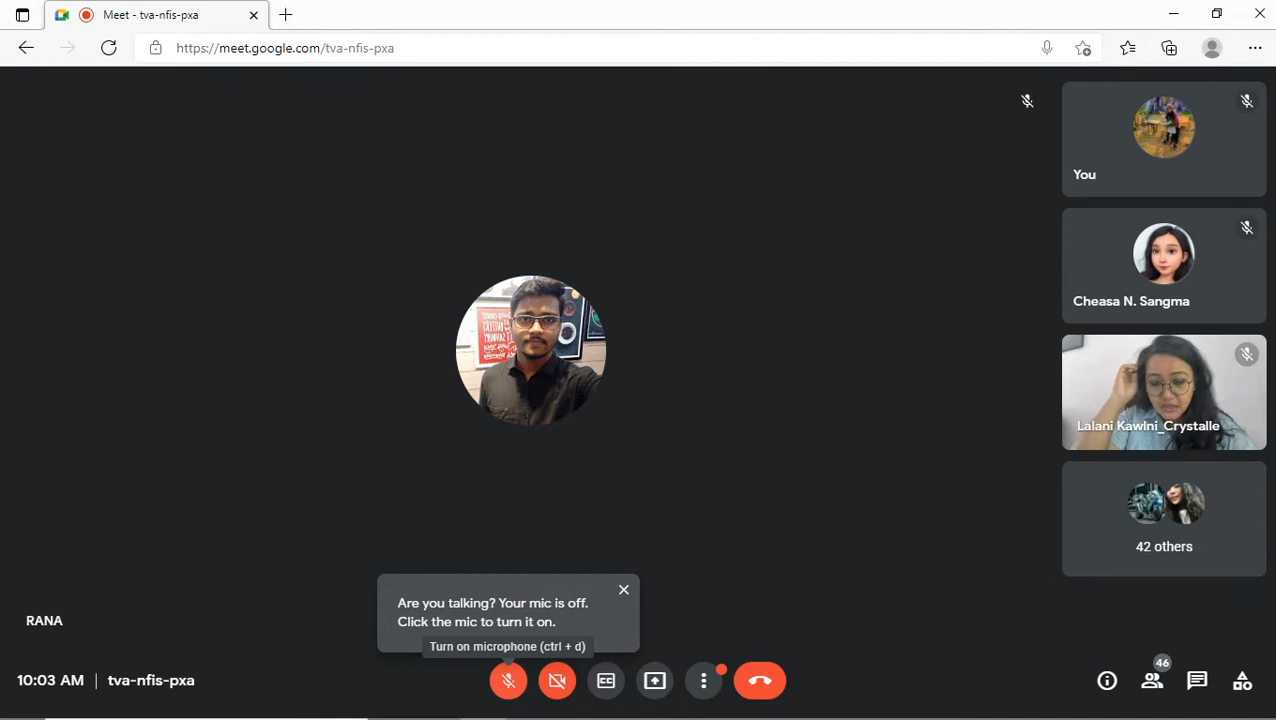 Meet - tva-nfis-pxa
https://meet.google.com/tva-nfis-pxa
You
Cheasa N. Sangma
Lalani Kawlni_Crystalle
42 others
RANA
Are you talking? Your mic is off.
Click the mic to turn it on.
Turn on microphone (ctrl + d)
10:03 AM | tva-nfis-pxa
CC
46